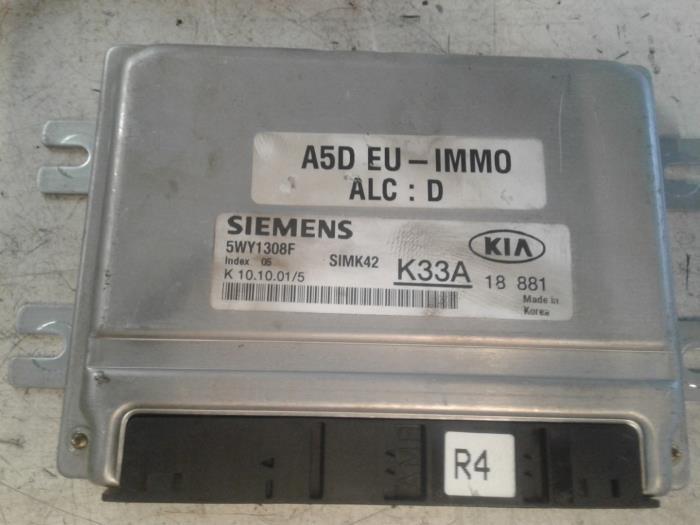 A5D EU – IMMO
ALC : D
SIEMENS
5WY1308F
Index 05 SIMK42
K 10.10.01/5
KIA
K33A 18 881
Made in
Korea
R4